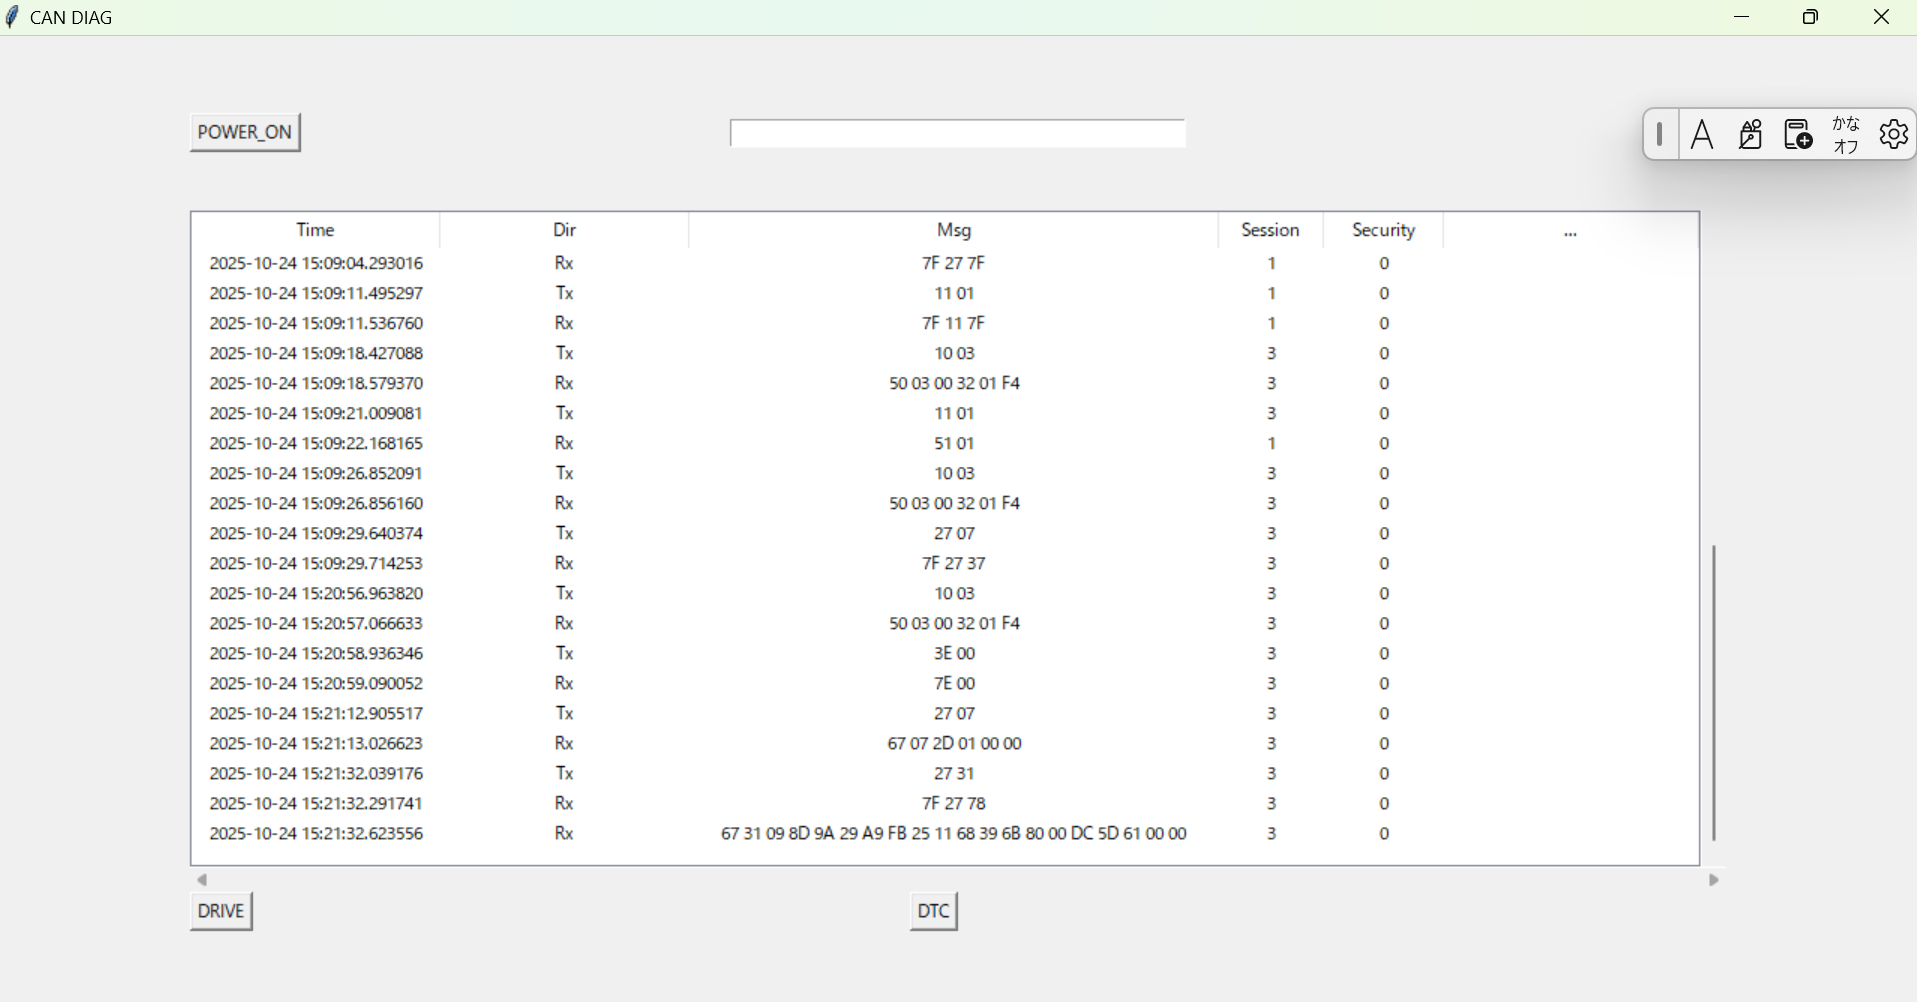 CAN DIAG
POWER_ON
A かな
オフ
Time Dir Msg Session Security ...
2025-10-24 15:09:04.293016 Rx 7F 27 7F 1 0
2025-10-24 15:09:11.495297 Tx 11 01 1 0
2025-10-24 15:09:11.536760 Rx 7F 11 7F 1 0
2025-10-24 15:09:18.427088 Tx 10 03 3 0
2025-10-24 15:09:18.579370 Rx 50 03 00 32 01 F4 3 0
2025-10-24 15:09:21.009081 Tx 11 01 3 0
2025-10-24 15:09:22.168165 Rx 51 01 1 0
2025-10-24 15:09:26.852091 Tx 10 03 3 0
2025-10-24 15:09:26.856160 Rx 50 03 00 32 01 F4 3 0
2025-10-24 15:09:29.640374 Tx 27 07 3 0
2025-10-24 15:09:29.714253 Rx 7F 27 37 3 0
2025-10-24 15:20:56.963820 Tx 10 03 3 0
2025-10-24 15:20:57.066633 Rx 50 03 00 32 01 F4 3 0
2025-10-24 15:20:58.936346 Tx 3E 00 3 0
2025-10-24 15:20:59.090052 Rx 7E 00 3 0
2025-10-24 15:21:12.905517 Tx 27 07 3 0
2025-10-24 15:21:13.026623 Rx 67 07 2D 01 00 00 3 0
2025-10-24 15:21:32.039176 Tx 27 31 3 0
2025-10-24 15:21:32.291741 Rx 7F 27 78 3 0
2025-10-24 15:21:32.623556 Rx 67 31 09 8D 9A 29 A9 FB 25 11 68 39 6B 80 00 DC 5D 61 00 00 3 0
DRIVE DTC